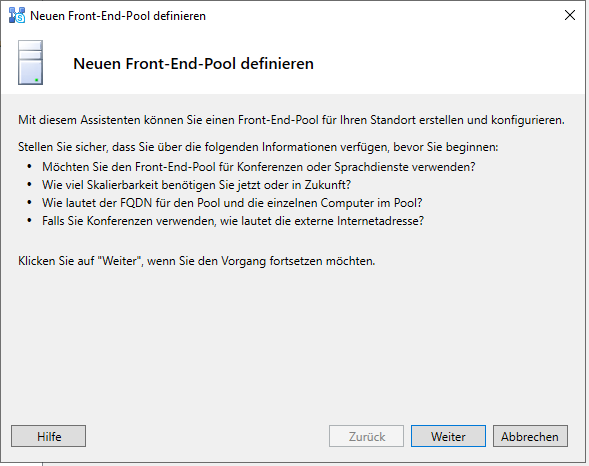 Neuen Front-End-Pool definieren
Neuen Front-End-Pool definieren
Mit diesem Assistenten können Sie einen Front-End-Pool für Ihren Standort erstellen und konfigurieren.
Stellen Sie sicher, dass Sie über die folgenden Informationen verfügen, bevor Sie beginnen:
• Möchten Sie den Front-End-Pool für Konferenzen oder Sprachdienste verwenden?
• Wie viel Skalierbarkeit benötigen Sie jetzt oder in Zukunft?
• Wie lautet der FQDN für den Pool und die einzelnen Computer im Pool?
• Falls Sie Konferenzen verwenden, wie lautet die externe Internetadresse?
Klicken Sie auf "Weiter", wenn Sie den Vorgang fortsetzen möchten.
Hilfe Zurück Weiter Abbrechen